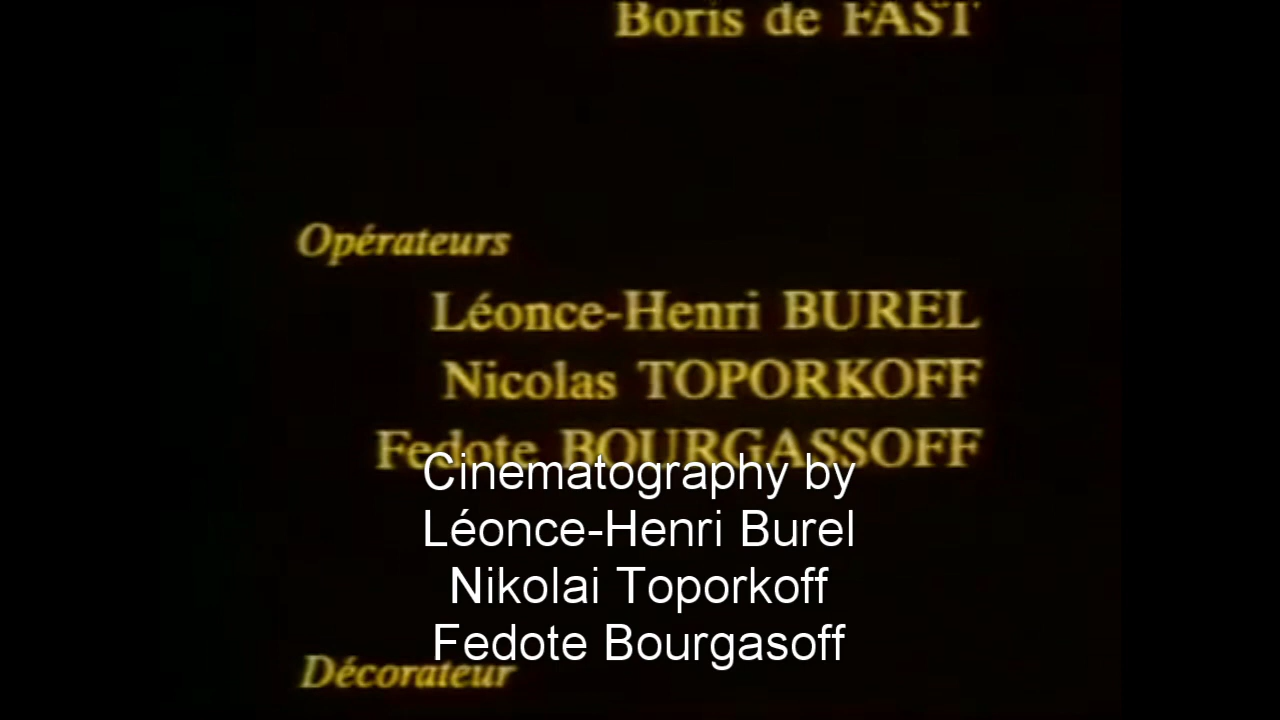 Boris de FAST
Opérateurs
Léonce-Henri BUREL
Nicolas TOPORKOFF
Fedote BOURGASSOFF
Cinematography by
Léonce-Henri Burel
Nikolai Toporkoff
Fedote Bourgasoff
Décorateur